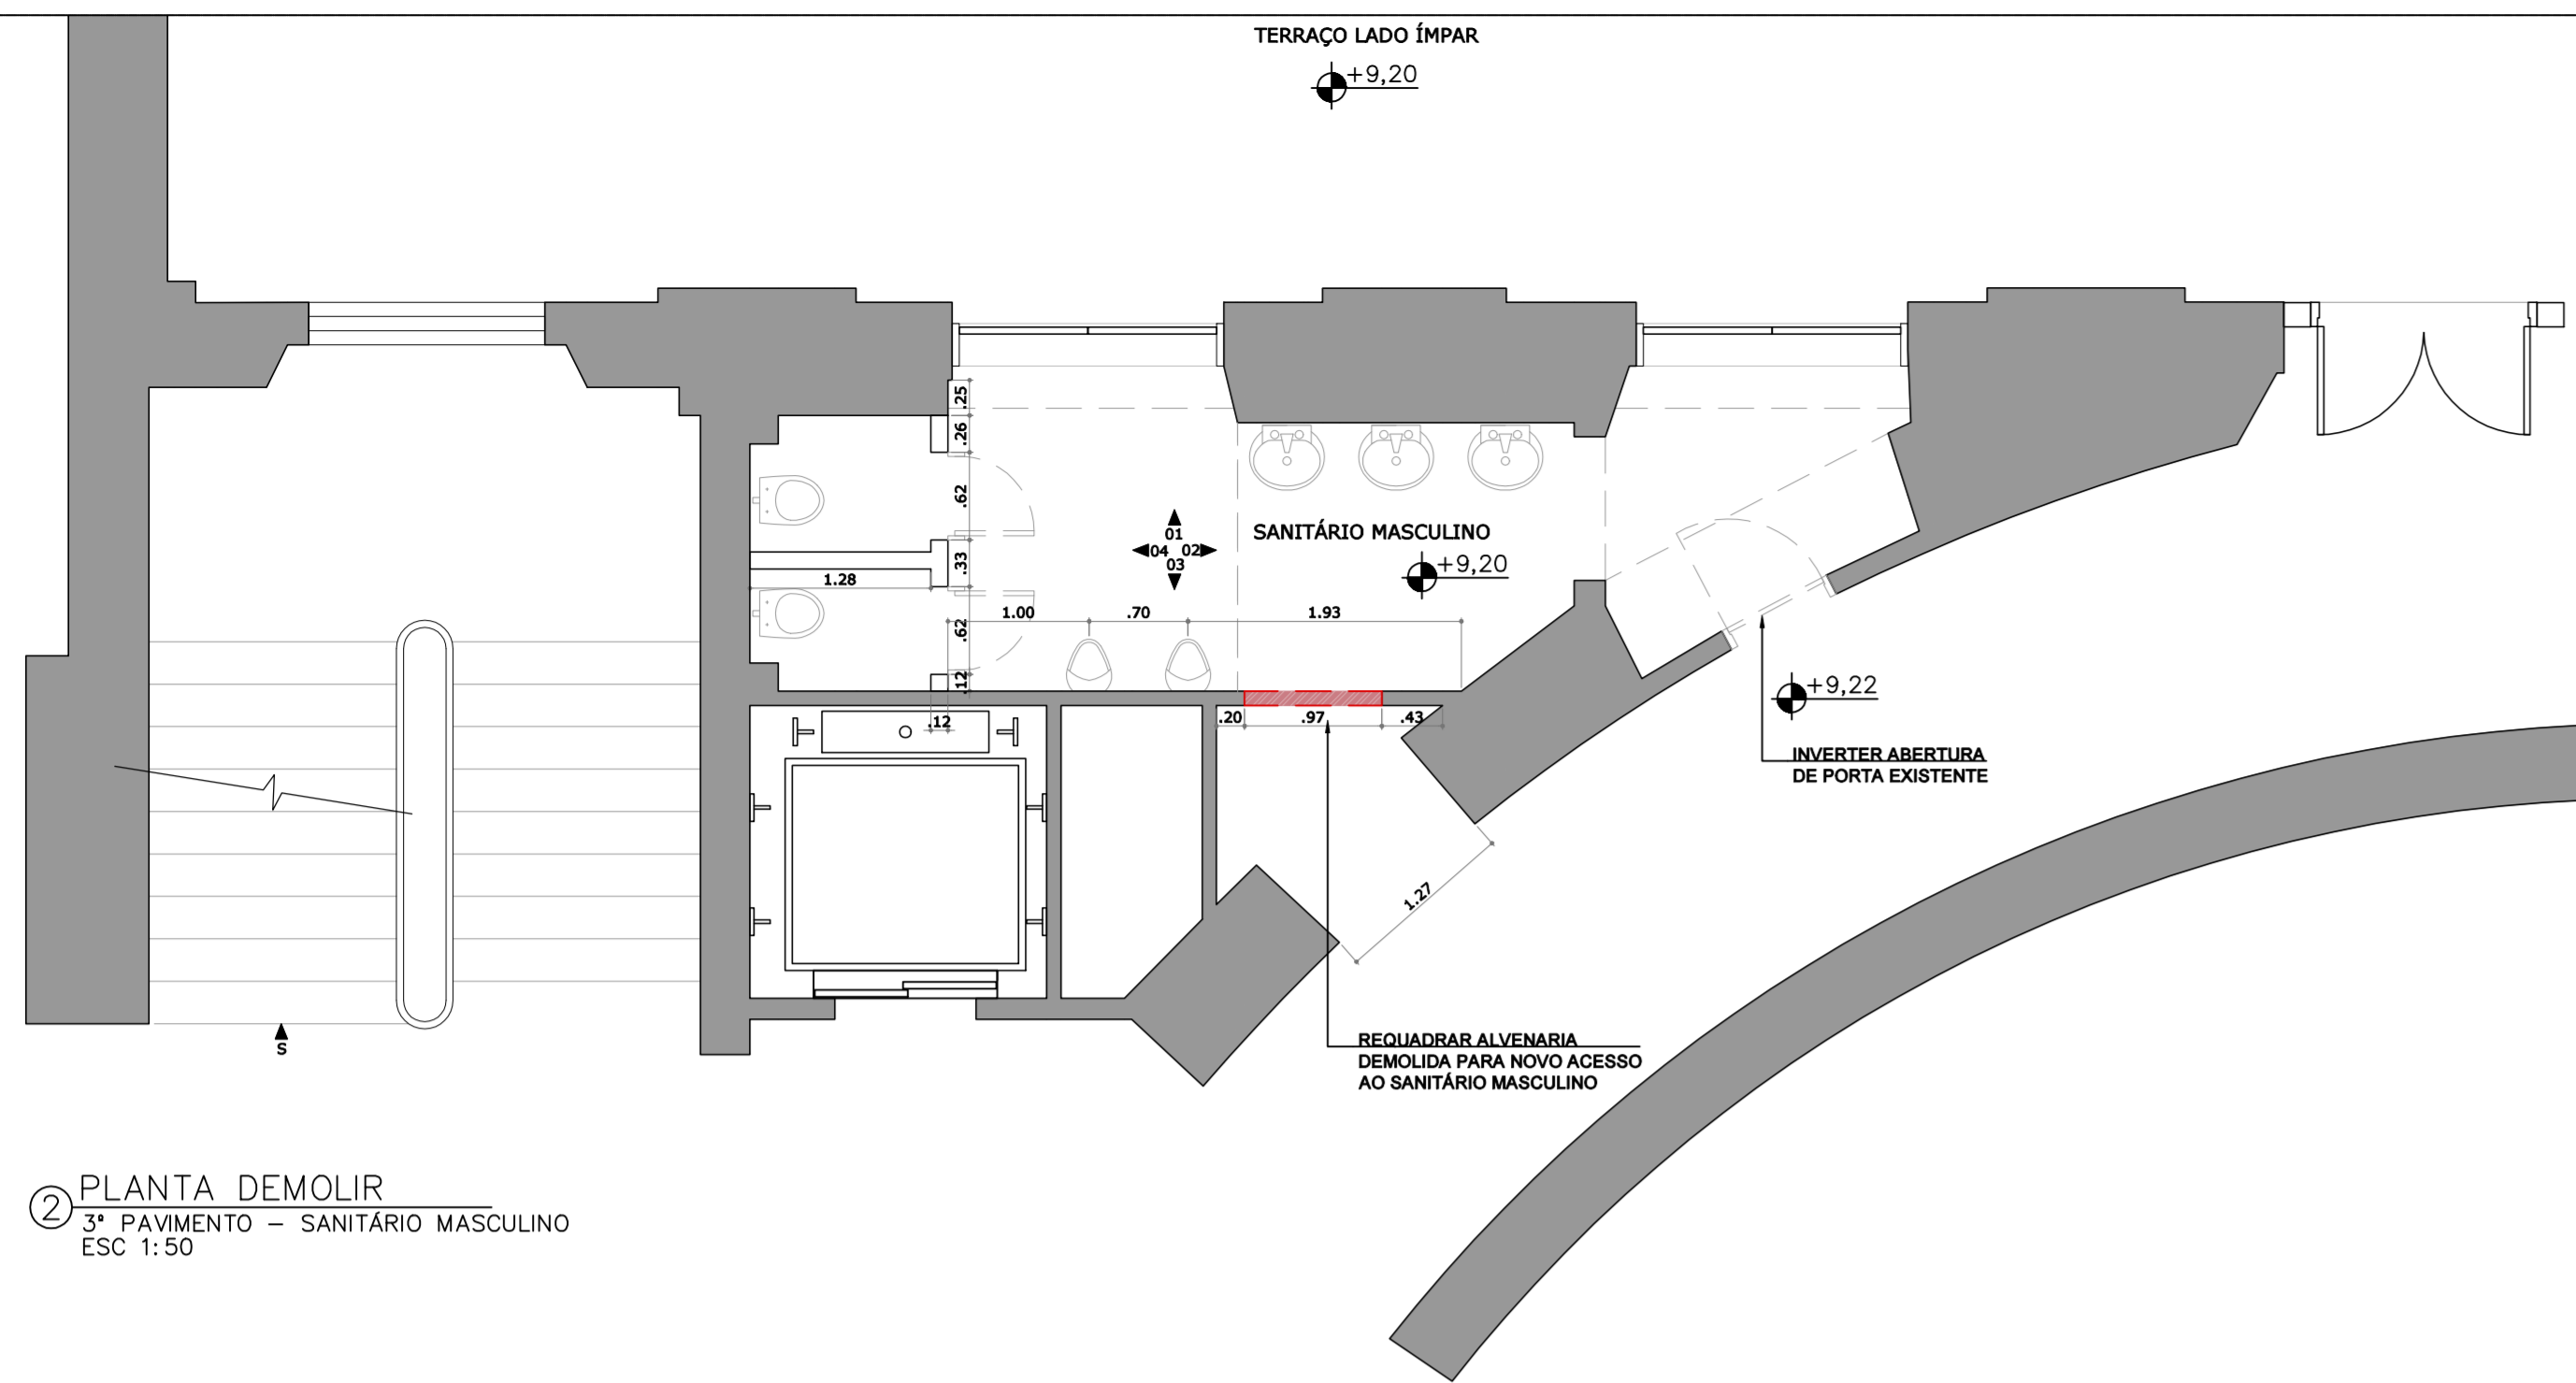 TERRAÇO LADO ÍMPAR
+9,20
.25
.26
.62
.33
.62
.12
01
04 02
03
SANITÁRIO MASCULINO
+9,20
1.28
1.00 .70 1.93
.12
.20 .97 .43
+9,22
INVERTER ABERTURA
DE PORTA EXISTENTE
1.27
REQUADRAR ALVENARIA
DEMOLIDA PARA NOVO ACESSO
AO SANITÁRIO MASCULINO
S
2 PLANTA DEMOLIR
3ª PAVIMENTO – SANITÁRIO MASCULINO
ESC 1:50